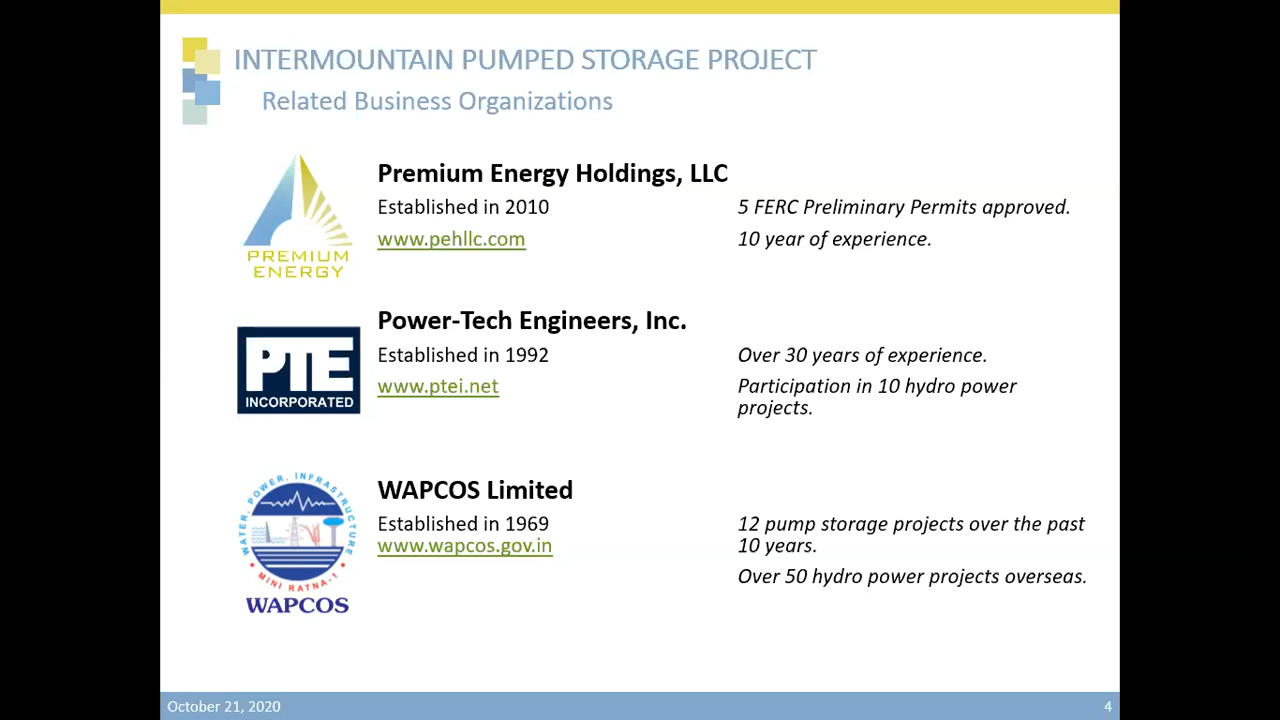 INTERMOUNTAIN PUMPED STORAGE PROJECT
Related Business Organizations
PREMIUM
ENERGY
Premium Energy Holdings, LLC
Established in 2010
www.pehllc.com
5 FERC Preliminary Permits approved.
10 year of experience.
PTE
INCORPORATED
Power-Tech Engineers, Inc.
Established in 1992
www.ptei.net
Over 30 years of experience.
Participation in 10 hydro power
projects.
WATER, POWER, INFRASTRUCTURE
• MINI RATNA-I •
WAPCOS
WAPCOS Limited
Established in 1969
www.wapcos.gov.in
12 pump storage projects over the past
10 years.
Over 50 hydro power projects overseas.
October 21, 2020
4